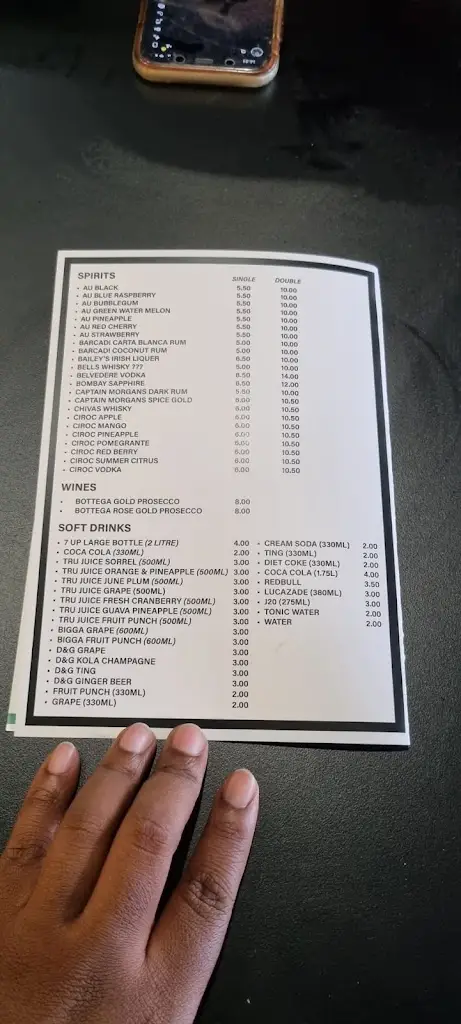 SPIRITS SINGLE DOUBLE
• AU BLACK 5.50 10.00
• AU BLUE RASPBERRY 5.50 10.00
• AU BUBBLEGUM 5.50 10.00
• AU GREEN WATER MELON 5.50 10.00
• AU PINEAPPLE 5.50 10.00
• AU RED CHERRY 5.50 10.00
• AU STRAWBERRY 5.50 10.00
• BARCADI CARTA BLANCA RUM 5.00 10.00
• BARCADI COCONUT RUM 5.00 10.00
• BAILEY'S IRISH LIQUER 10.00
• BELLS WHISKY ??? 5.00 10.00
• BELVEDERE VODKA 8.50 14.00
• BOMBAY SAPPHIRE 12.00
• CAPTAIN MORGANS DARK RUM 10.00
• CAPTAIN MORGANS SPICE GOLD 10.50
• CHIVAS WHISKY 6.00 10.50
• CIROC APPLE 6.00 10.50
• CIROC MANGO 6.00 10.50
• CIROC PINEAPPLE 6.00 10.50
• CIROC POMEGRANTE 6.00 10.50
• CIROC RED BERRY 6.00 10.50
• CIROC SUMMER CITRUS 6.00 10.50
• CIROC VODKA 6.00 10.50
WINES
• BOTTEGA GOLD PROSECCO 8.00
• BOTTEGA ROSE GOLD PROSECCO 8.00
SOFT DRINKS
• 7 UP LARGE BOTTLE (2 LITRE) 4.00
• COCA COLA (330ML) 2.00
• TRU JUICE SORREL (500ML) 3.00
• TRU JUICE ORANGE & PINEAPPLE (500ML) 3.00
• TRU JUICE JUNE PLUM (500ML) 3.00
• TRU JUICE GRAPE (500ML) 3.00
• TRU JUICE FRESH CRANBERRY (500ML) 3.00
• TRU JUICE GUAVA PINEAPPLE (500ML) 3.00
• TRU JUICE FRUIT PUNCH (500ML) 3.00
• BIGGA GRAPE (600ML) 3.00
• BIGGA FRUIT PUNCH (600ML) 3.00
• D&G GRAPE 3.00
• D&G KOLA CHAMPAGNE 3.00
• D&G TING 3.00
• D&G GINGER BEER 3.00
• FRUIT PUNCH (330ML) 2.00
• GRAPE (330ML) 2.00
• CREAM SODA (330ML) 2.00
• TING (330ML) 2.00
• DIET COKE (330ML) 2.00
• COCA COLA (1.75L) 4.00
• REDBULL 3.50
• LUCAZADE (380ML) 3.00
• J20 (275ML) 3.00
• TONIC WATER 2.00
• WATER 2.00